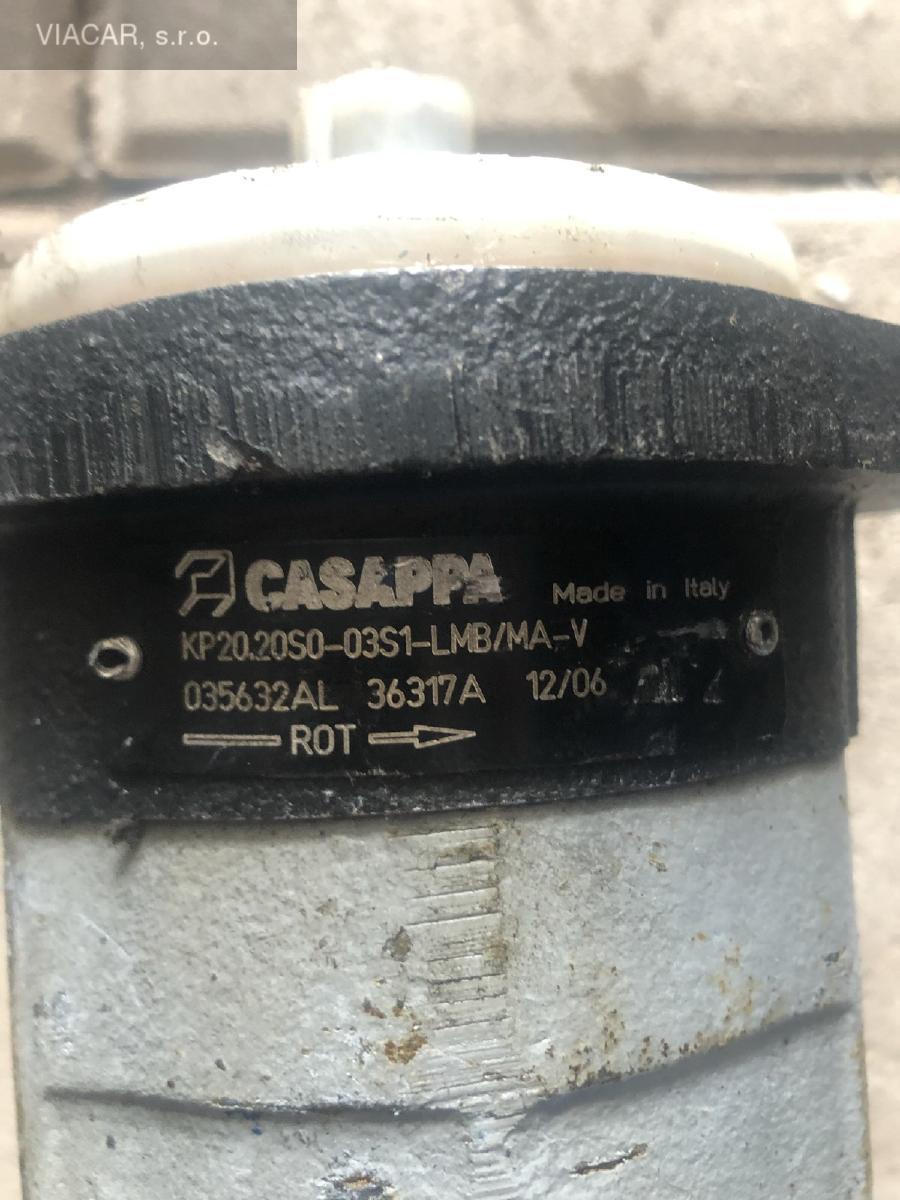 VIACAR, s.r.o.
CASAPPA Made in Italy
KP20.20S0-03S1-LMB/MA-V
035632AL 36317A 12/06
ROT